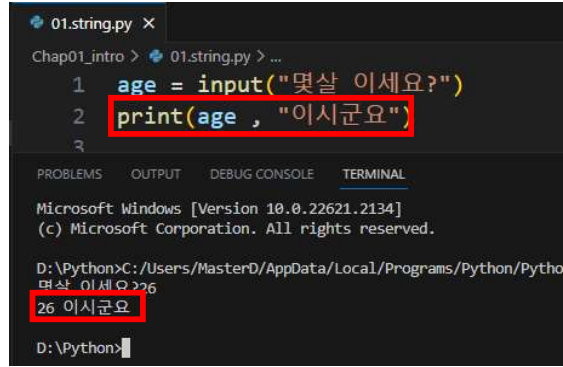 01.string.py ×
Chap01_intro > 01.string.py > ...
1 age = input("몇살 이세요?")
2 print(age , "이시군요")
3
PROBLEMS OUTPUT DEBUG CONSOLE TERMINAL
Microsoft Windows [Version 10.0.22621.2134]
(c) Microsoft Corporation. All rights reserved.
D:\Python>C:/Users/MasterD/AppData/Local/Programs/Python/Pytho
몇살 이세요?26
26 이시군요
D:\Python>